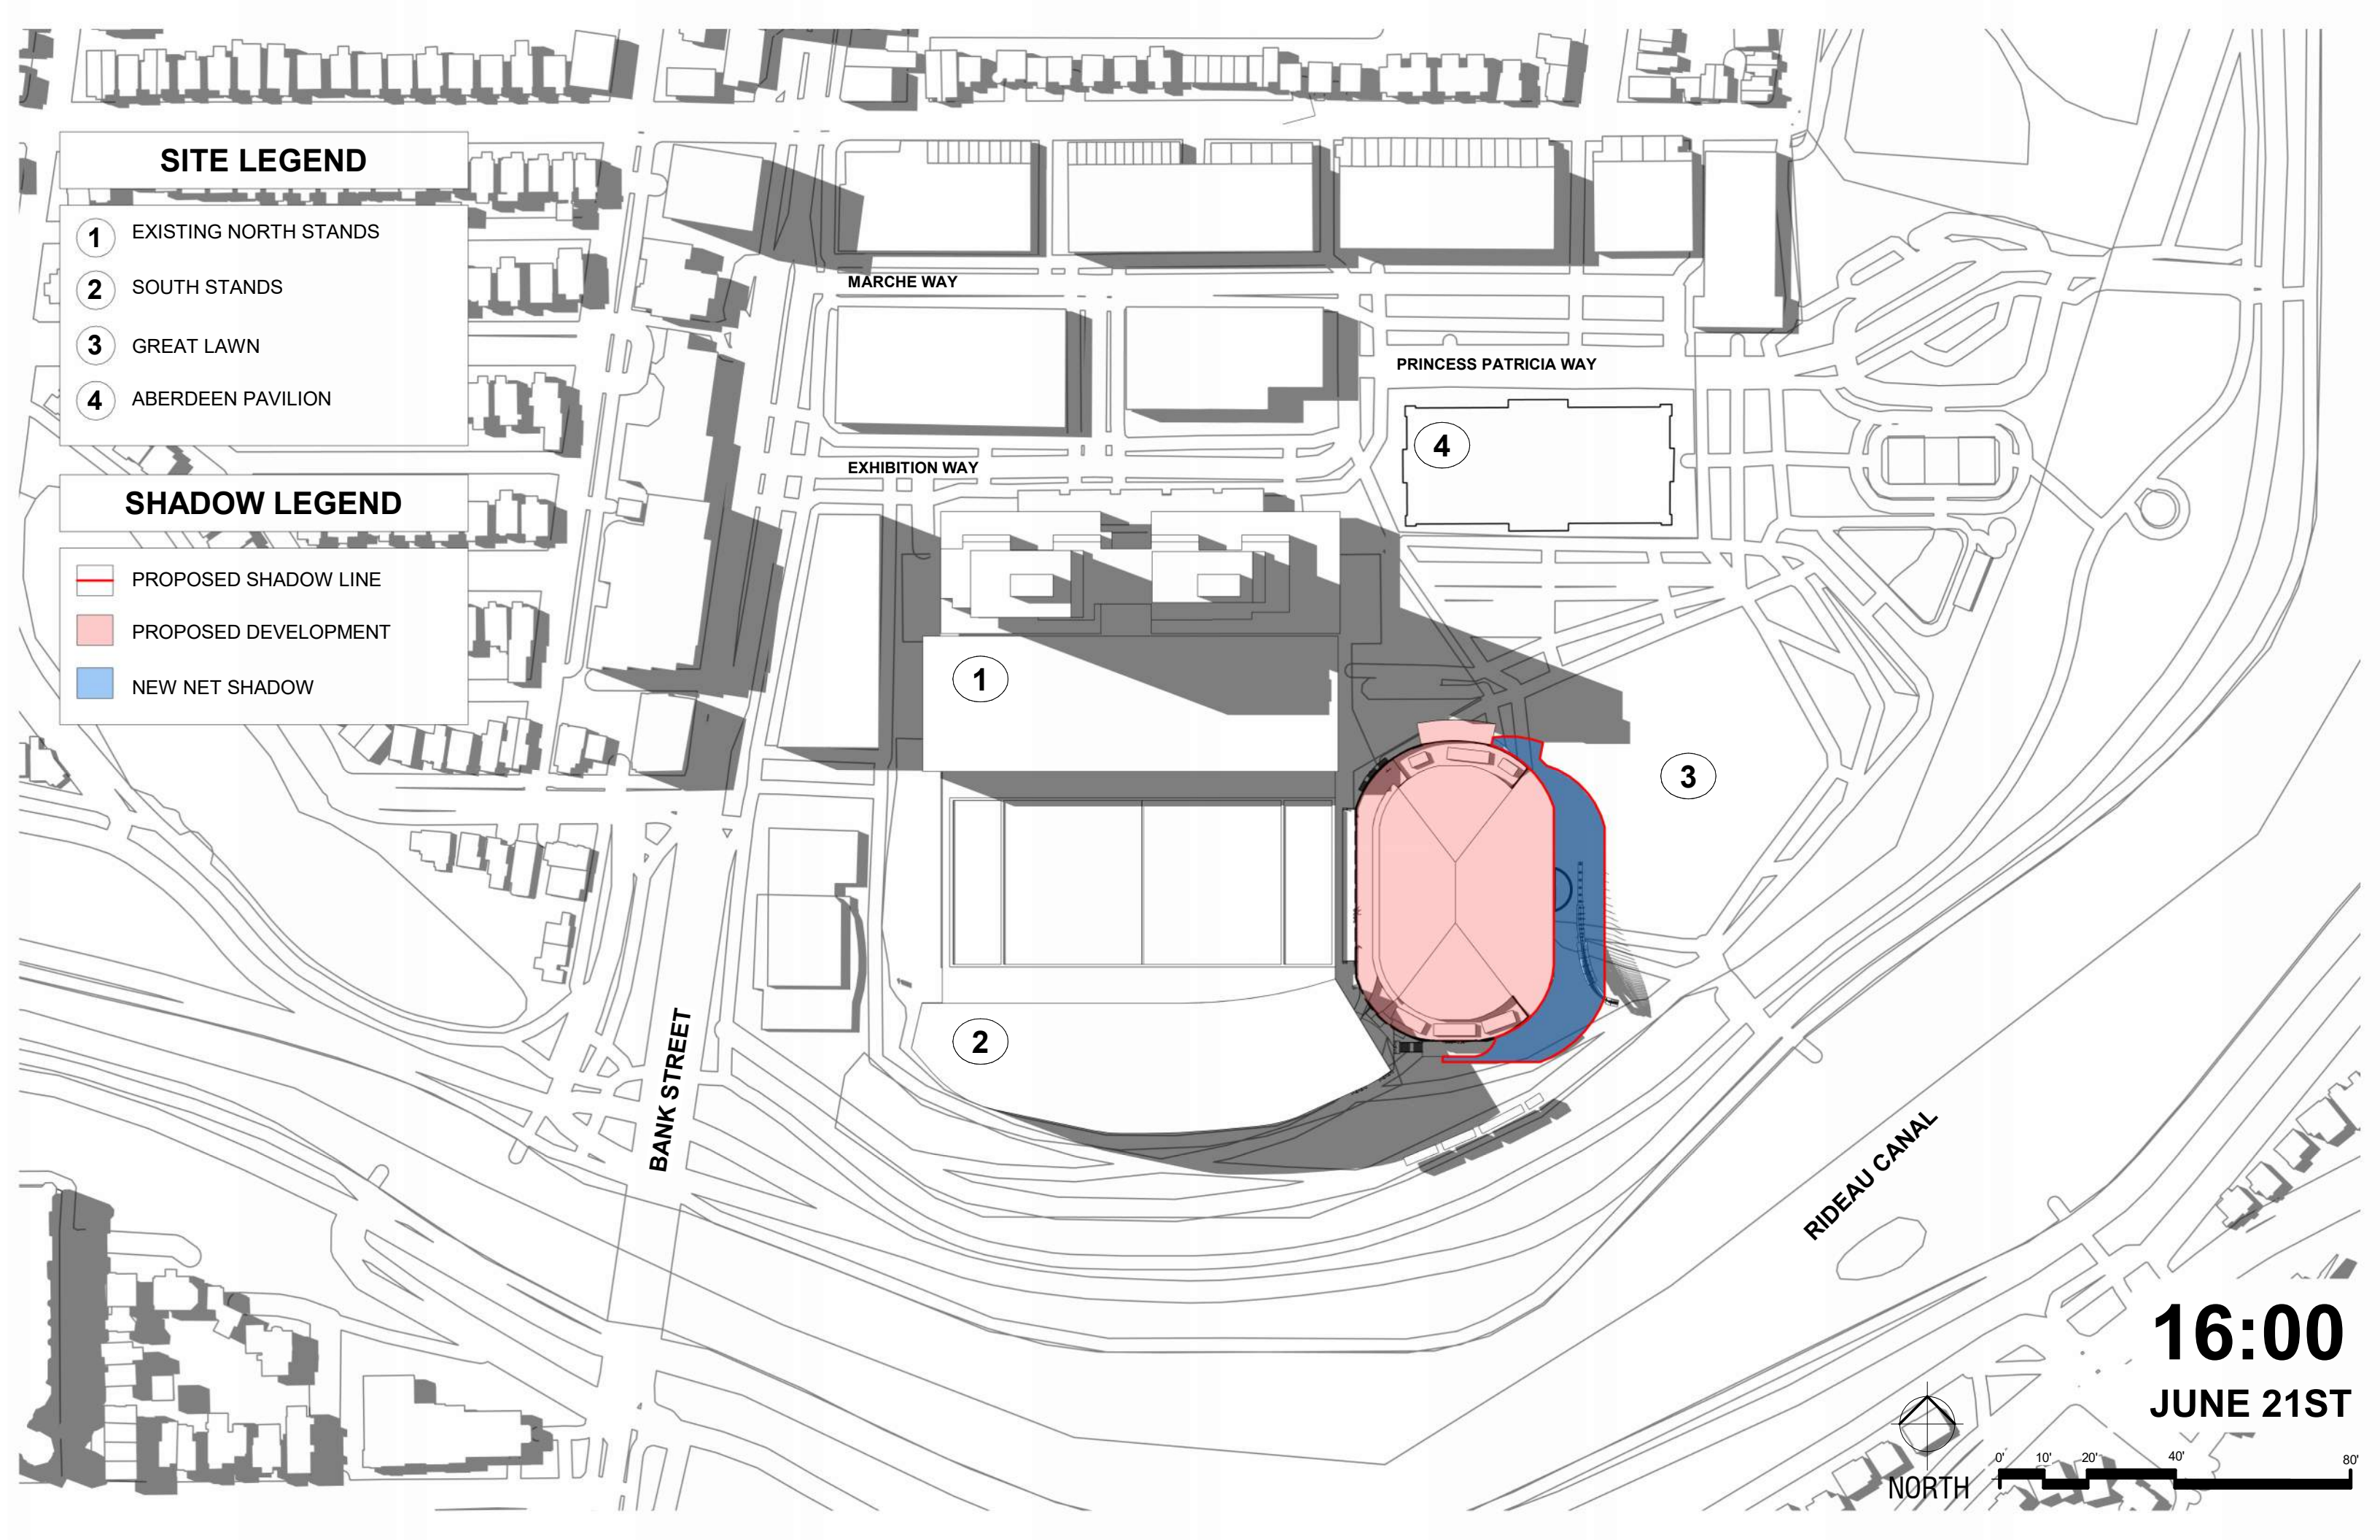 SITE LEGEND
1 EXISTING NORTH STANDS
2 SOUTH STANDS
3 GREAT LAWN
4 ABERDEEN PAVILION
SHADOW LEGEND
PROPOSED SHADOW LINE
PROPOSED DEVELOPMENT
NEW NET SHADOW
MARCHE WAY
PRINCESS PATRICIA WAY
4
EXHIBITION WAY
1
3
2
BANK STREET
RIDEAU CANAL
16:00
JUNE 21ST
NORTH
0' 10' 20' 40' 80'